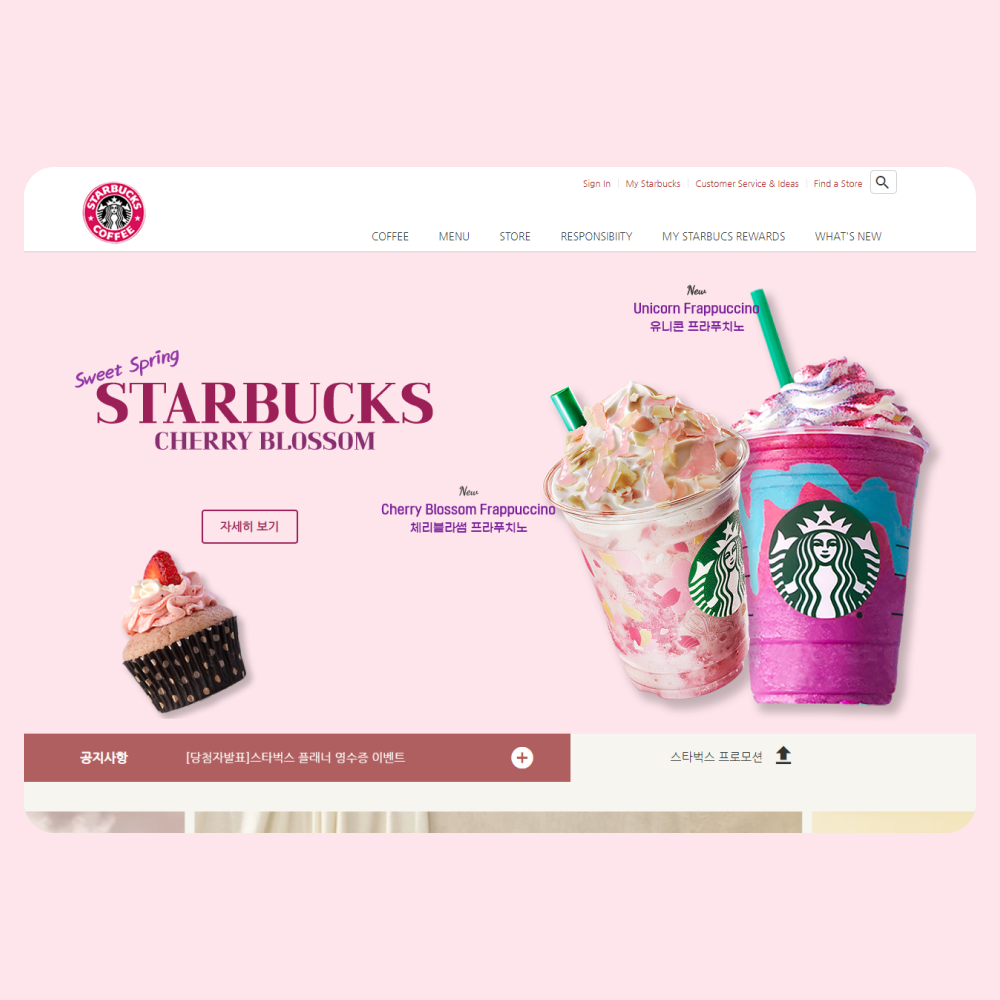 STARBUCKS
COFFEE
Sign In
My Starbucks
Customer Service & Ideas
Find a Store
COFFEE
MENU
STORE
RESPONSIBIITY
MY STARBUCS REWARDS
WHAT'S NEW
New
Unicorn Frappuccino
유니콘 프라푸치노
Sweet Spring
STARBUCKS
CHERRY BLOSSOM
New
Cherry Blossom Frappuccino
체리블라썸 프라푸치노
자세히 보기
공지사항
[당첨자발표]스타벅스 플래너 영수증 이벤트
스타벅스 프로모션